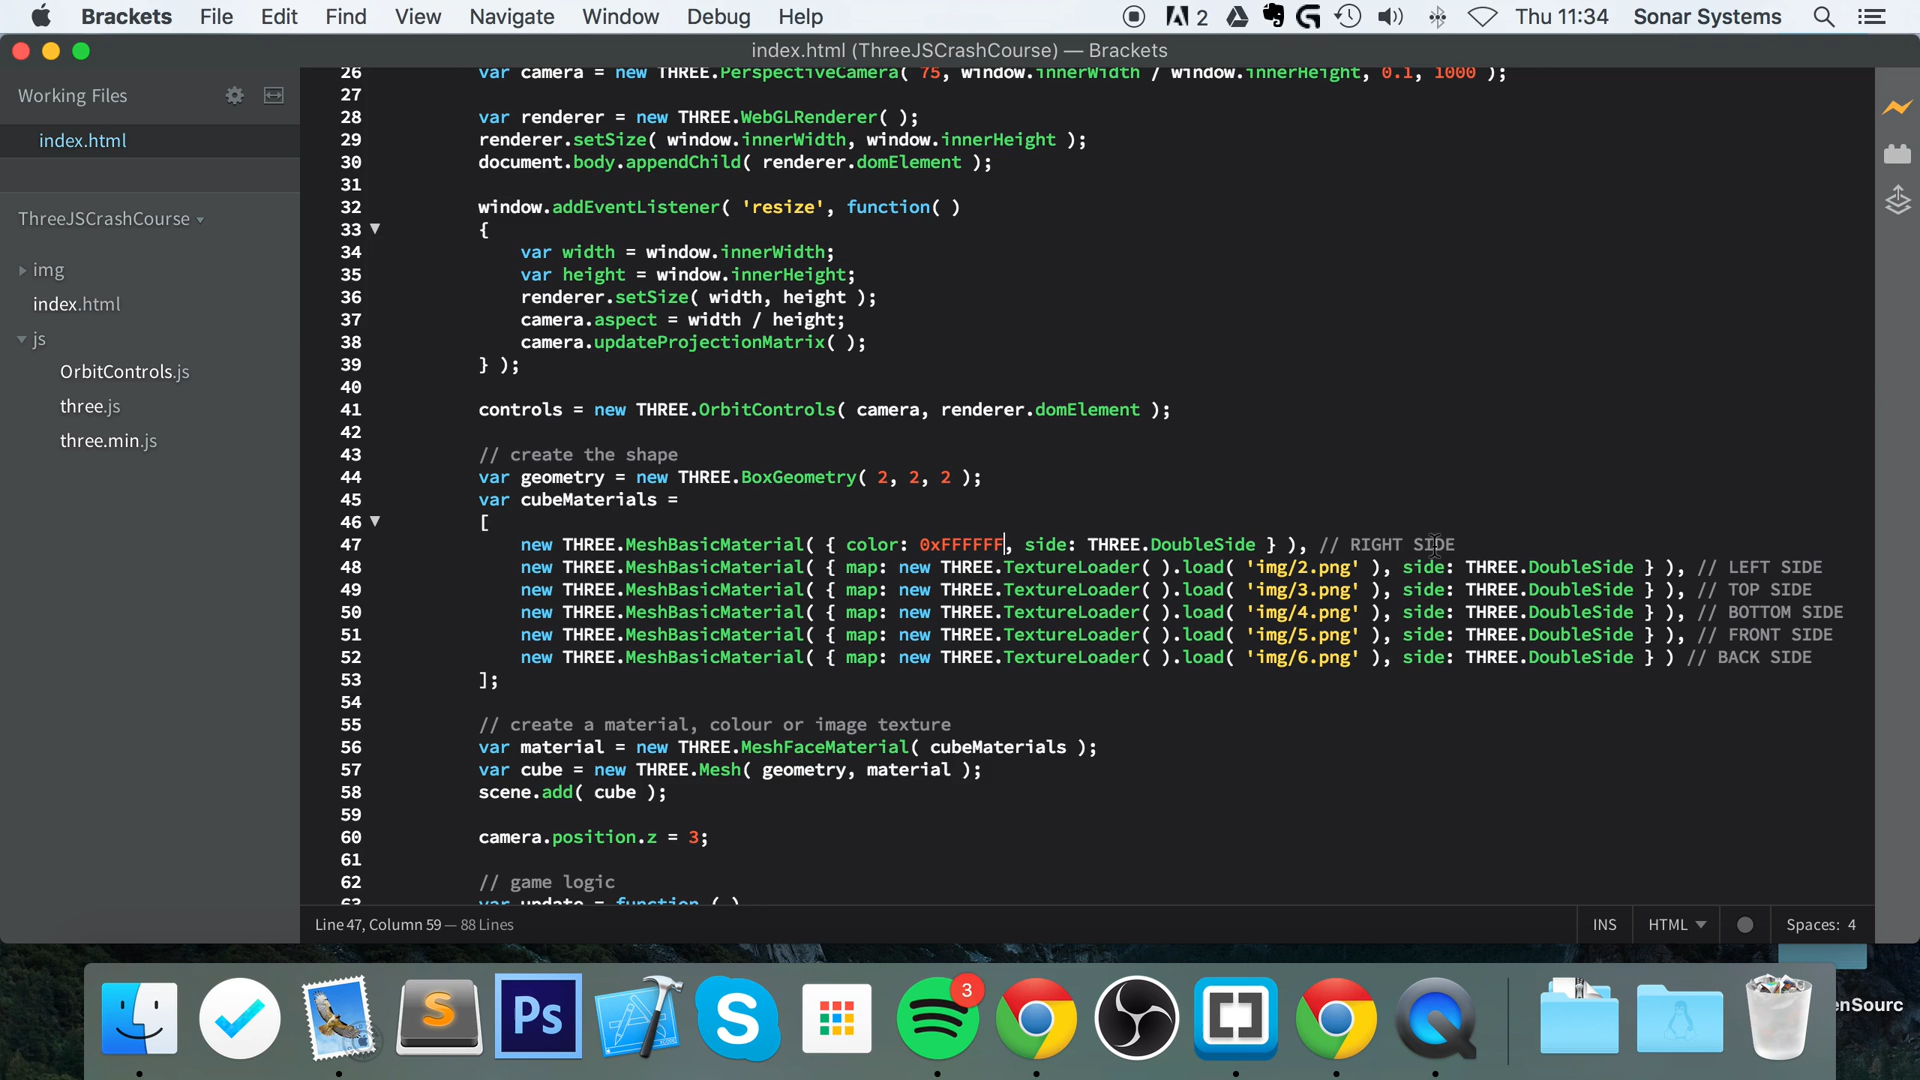 Brackets File Edit Find View Navigate Window Debug Help 2 Thu 11:34 Sonar Systems
index.html (ThreeJSCrashCourse) — Brackets
Working Files
index.html
ThreeJSCrashCourse
img
index.html
js
OrbitControls.js
three.js
three.min.js
26 var camera = new THREE.PerspectiveCamera( 75, window.innerWidth / window.innerHeight, 0.1, 1000 );
27
28 var renderer = new THREE.WebGLRenderer( );
29 renderer.setSize( window.innerWidth, window.innerHeight );
30 document.body.appendChild( renderer.domElement );
31
32 window.addEventListener( 'resize', function( )
33 {
34 var width = window.innerWidth;
35 var height = window.innerHeight;
36 renderer.setSize( width, height );
37 camera.aspect = width / height;
38 camera.updateProjectionMatrix( );
39 } );
40
41 controls = new THREE.OrbitControls( camera, renderer.domElement );
42
43 // create the shape
44 var geometry = new THREE.BoxGeometry( 2, 2, 2 );
45 var cubeMaterials =
46 [
47 new THREE.MeshBasicMaterial( { color: 0xFFFFFF, side: THREE.DoubleSide } ), // RIGHT SIDE
48 new THREE.MeshBasicMaterial( { map: new THREE.TextureLoader( ).load( 'img/2.png' ), side: THREE.DoubleSide } ), // LEFT SIDE
49 new THREE.MeshBasicMaterial( { map: new THREE.TextureLoader( ).load( 'img/3.png' ), side: THREE.DoubleSide } ), // TOP SIDE
50 new THREE.MeshBasicMaterial( { map: new THREE.TextureLoader( ).load( 'img/4.png' ), side: THREE.DoubleSide } ), // BOTTOM SIDE
51 new THREE.MeshBasicMaterial( { map: new THREE.TextureLoader( ).load( 'img/5.png' ), side: THREE.DoubleSide } ), // FRONT SIDE
52 new THREE.MeshBasicMaterial( { map: new THREE.TextureLoader( ).load( 'img/6.png' ), side: THREE.DoubleSide } ) // BACK SIDE
53 ];
54
55 // create a material, colour or image texture
56 var material = new THREE.MeshFaceMaterial( cubeMaterials );
57 var cube = new THREE.Mesh( geometry, material );
58 scene.add( cube );
59
60 camera.position.z = 3;
61
62 // game logic
63 var update = function ( )
Line 47, Column 59 — 88 Lines INS HTML Spaces: 4
3
S
Ps
enSourc